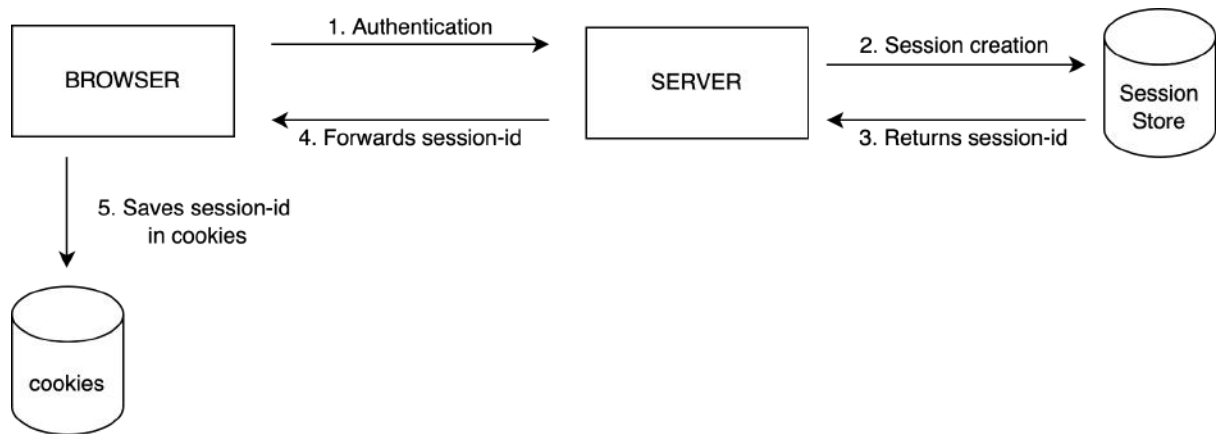 1. Authentication
BROWSER
4. Forwards session-id
SERVER
2. Session creation
3. Returns session-id
Session
Store
5. Saves session-id
in cookies
cookies